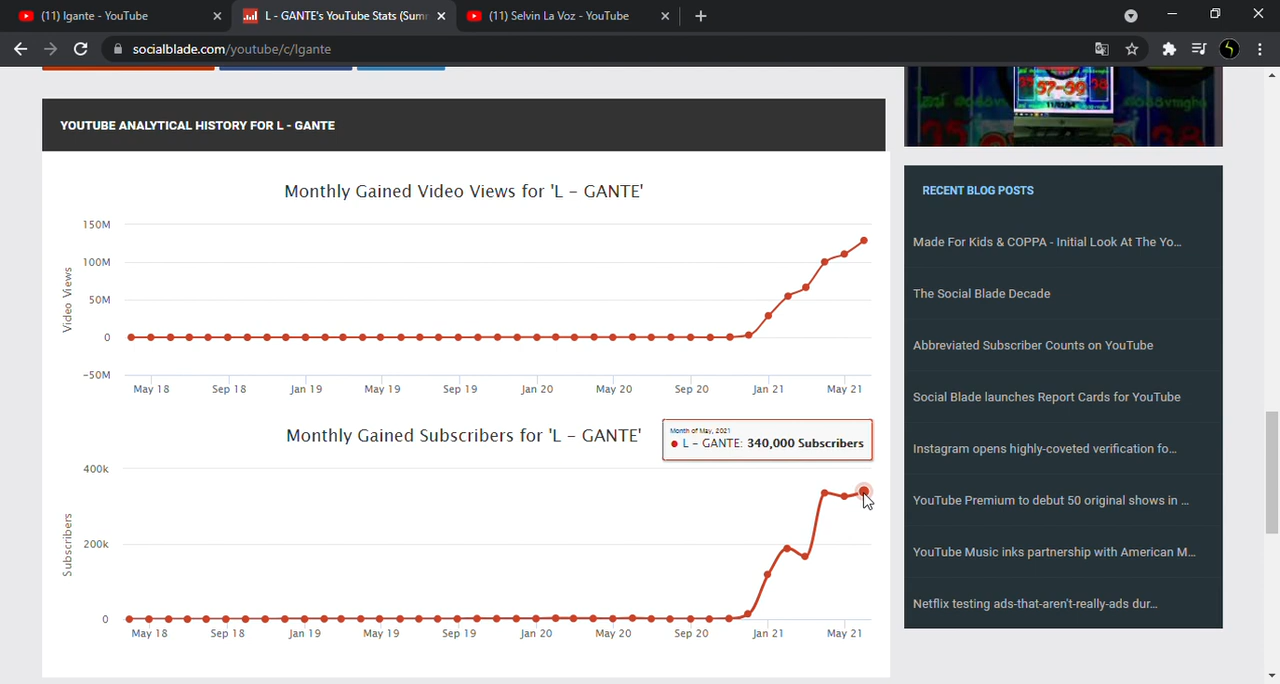 (11) lgante - YouTube
L - GANTE's YouTube Stats (Sum
(11) Selvin La Voz - YouTube
socialblade.com/youtube/c/lgante
YOUTUBE ANALYTICAL HISTORY FOR L - GANTE
Monthly Gained Video Views for 'L - GANTE'
Video Views
150M
100M
50M
0
-50M
May 18 Sep 18 Jan 19 May 19 Sep 19 Jan 20 May 20 Sep 20 Jan 21 May 21
Monthly Gained Subscribers for 'L - GANTE'
Month of May, 2021
L - GANTE: 340,000 Subscribers
Subscribers
400k
200k
0
May 18 Sep 18 Jan 19 May 19 Sep 19 Jan 20 May 20 Sep 20 Jan 21 May 21
57-59
RECENT BLOG POSTS
Made For Kids & COPPA - Initial Look At The Yo...
The Social Blade Decade
Abbreviated Subscriber Counts on YouTube
Social Blade launches Report Cards for YouTube
Instagram opens highly-coveted verification fo...
YouTube Premium to debut 50 original shows in ...
YouTube Music inks partnership with American M...
Netflix testing ads-that-aren't-really-ads dur...